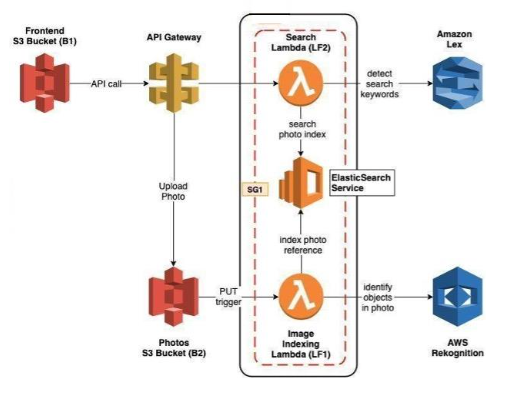 Frontend
S3 Bucket (B1)
API Gateway
Search
Lambda (LF2)
Amazon
Lex
API call
detect
search
keywords
search
photo index
Upload
Photo
SG1
ElasticSearch
Service
index photo
reference
PUT
trigger
identify
objects
in photo
Photos
S3 Bucket (B2)
Image
Indexing
Lambda (LF1)
AWS
Rekognition